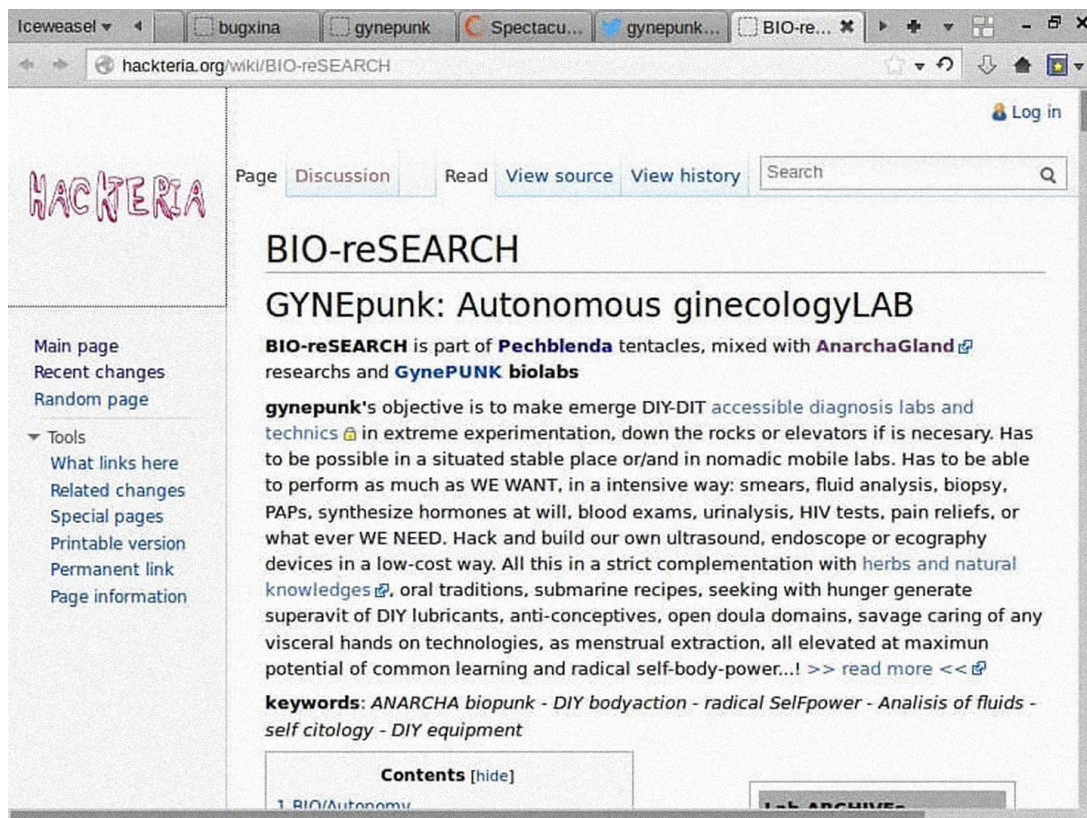 Iceweasel
bugxina
gynepunk
Spectacu...
gynepunk...
BIO-re...
hackteria.org/wiki/BIO-reSEARCH
Log in
HACKTERIA
Page Discussion Read View source View history Search
BIO-reSEARCH
GYNEpunk: Autonomous ginecologyLAB
Main page
Recent changes
Random page
Tools
What links here
Related changes
Special pages
Printable version
Permanent link
Page information
BIO-reSEARCH is part of Pechblenda tentacles, mixed with AnarchaGland
researchs and GynePUNK biolabs
gynepunk's objective is to make emerge DIY-DIT accessible diagnosis labs and
technics in extreme experimentation, down the rocks or elevators if is necesary. Has
to be possible in a situated stable place or/and in nomadic mobile labs. Has to be able
to perform as much as WE WANT, in a intensive way: smears, fluid analysis, biopsy,
PAPs, synthesize hormones at will, blood exams, urinalysis, HIV tests, pain reliefs, or
what ever WE NEED. Hack and build our own ultrasound, endoscope or ecography
devices in a low-cost way. All this in a strict complementation with herbs and natural
knowledges, oral traditions, submarine recipes, seeking with hunger generate
superavit of DIY lubricants, anti-conceptives, open doula domains, savage caring of any
visceral hands on technologies, as menstrual extraction, all elevated at maximun
potential of common learning and radical self-body-power...! >> read more <<
keywords: ANARCHA biopunk - DIY bodyaction - radical SelFpower - Analisis of fluids -
self citology - DIY equipment
Contents [hide]
1 BIO/Autonomy
Lab ARCHIVEs